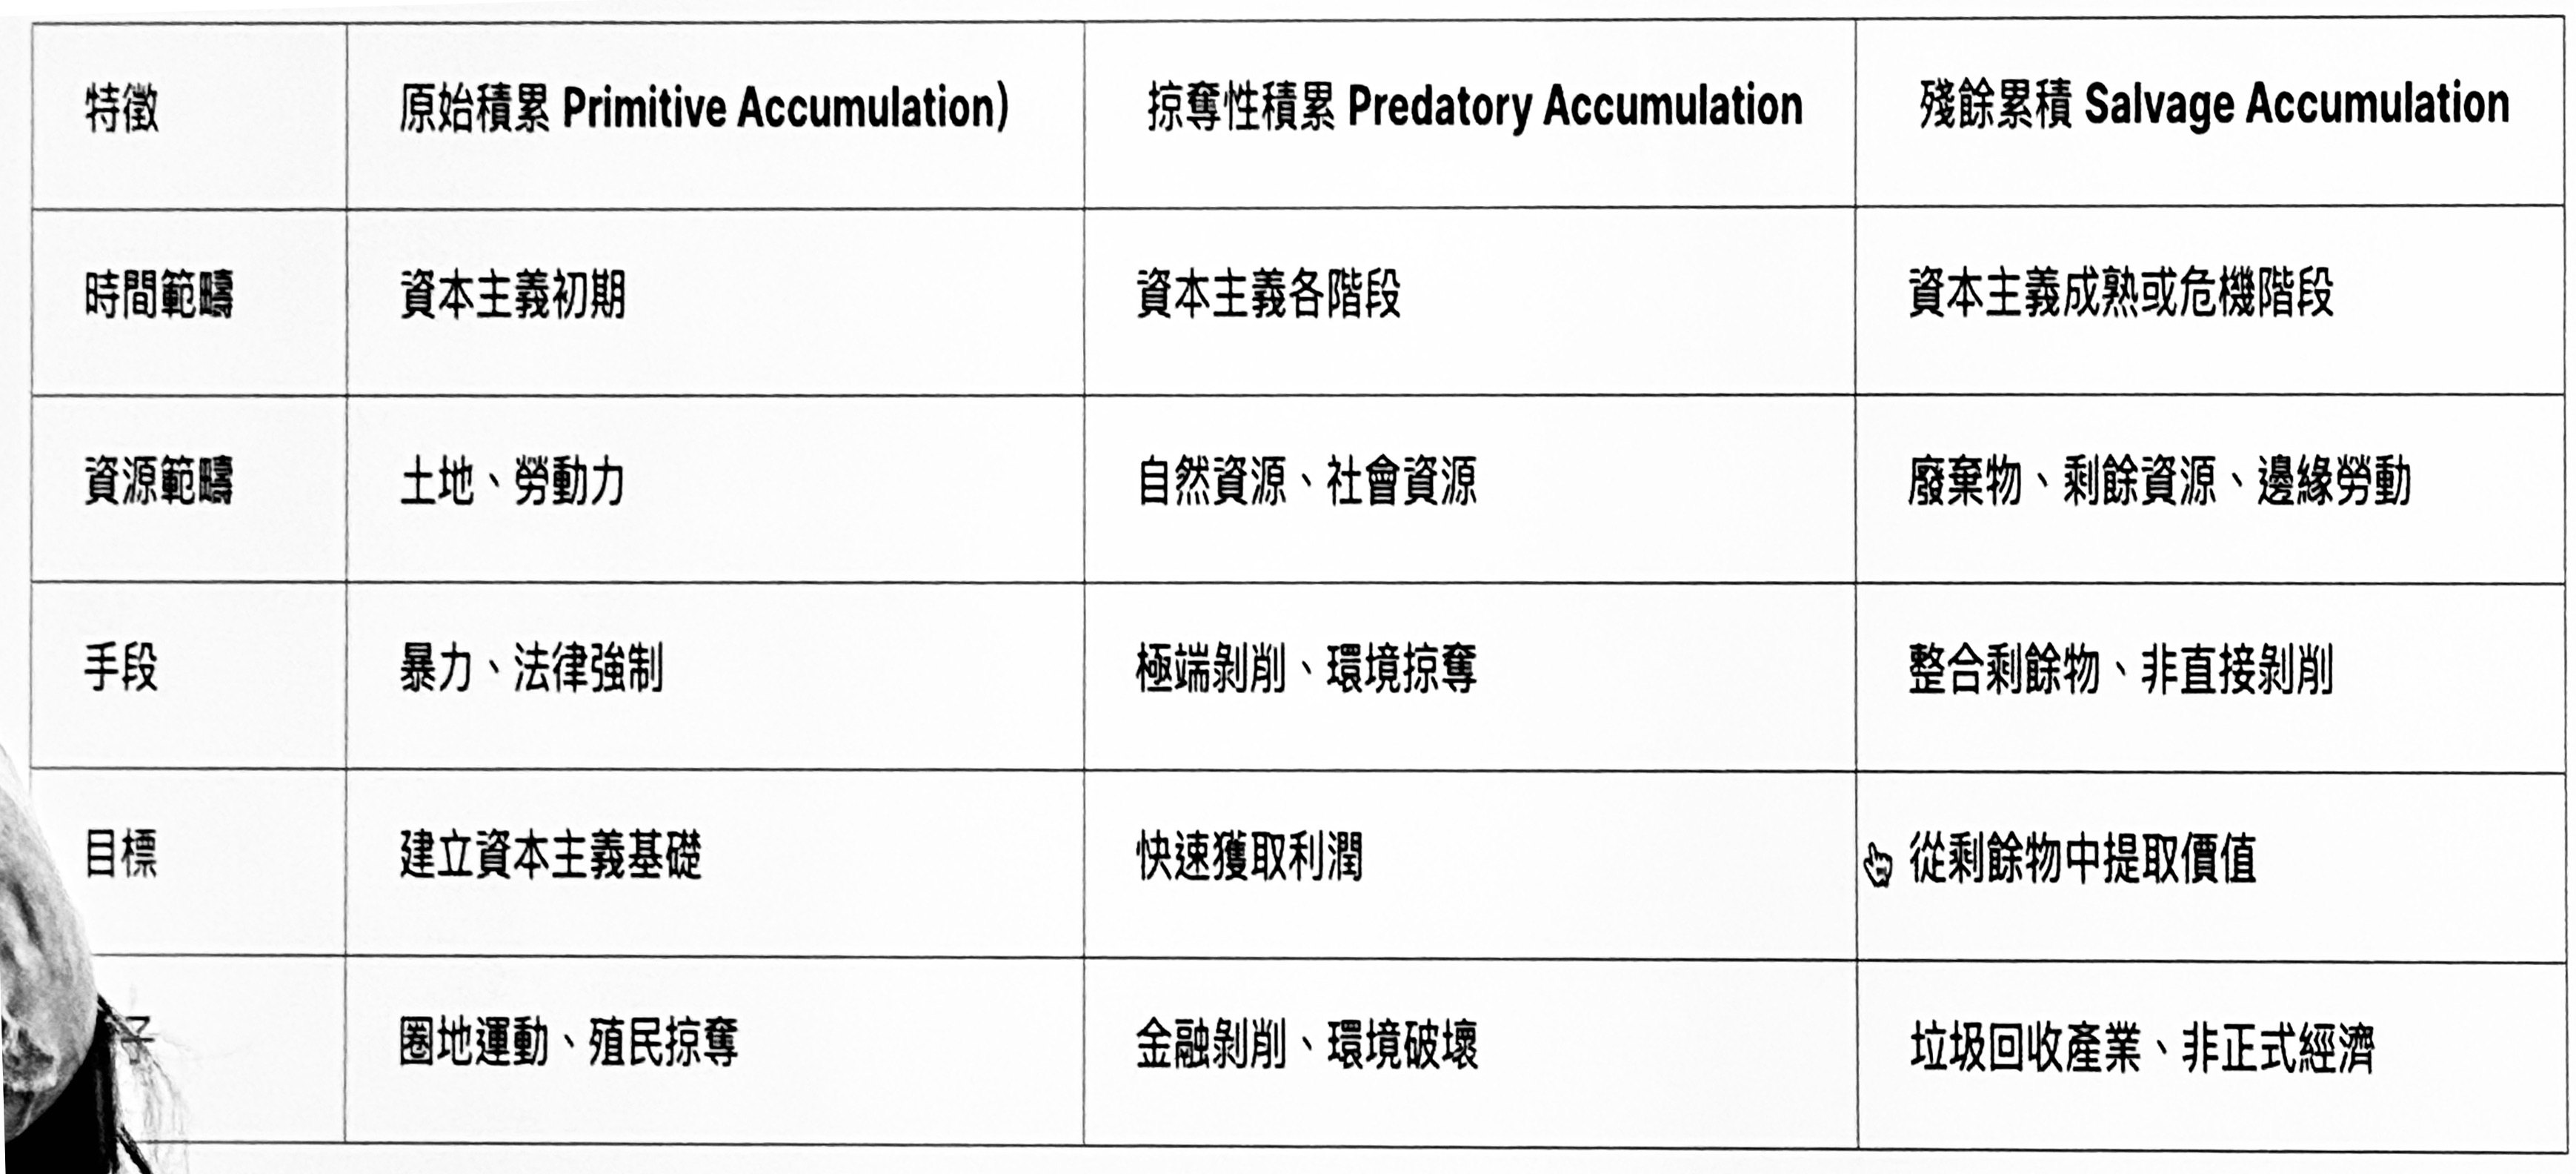 特徵 原始積累 Primitive Accumulation) 掠奪性積累 Predatory Accumulation 殘餘累積 Salvage Accumulation
時間範疇 資本主義初期 資本主義各階段 資本主義成熟或危機階段
資源範疇 土地、勞動力 自然資源、社會資源 廢棄物、剩餘資源、邊緣勞動
手段 暴力、法律強制 極端剝削、環境掠奪 整合剩餘物、非直接剝削
目標 建立資本主義基礎 快速獲取利潤 從剩餘物中提取價值
子 圈地運動、殖民掠奪 金融剝削、環境破壞 垃圾回收產業、非正式經濟